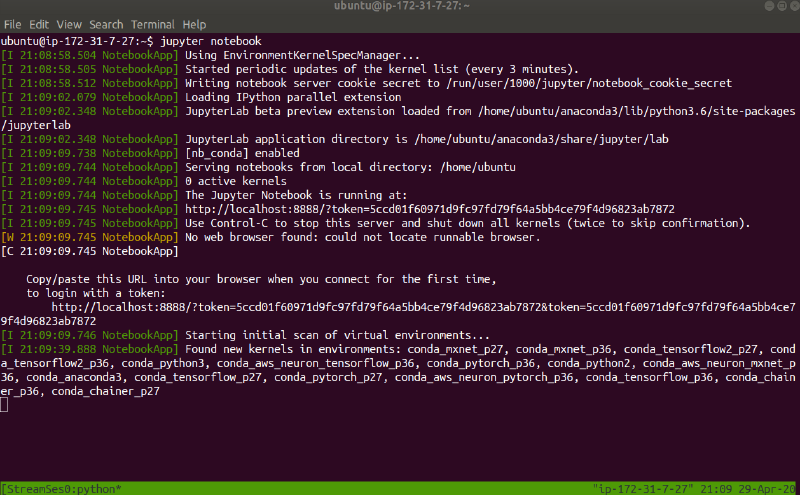 ubuntu@ip-172-31-7-27:~
File Edit View Search Terminal Help
ubuntu@ip-172-31-7-27:~$ jupyter notebook
[I 21:08:58.504 NotebookApp] Using EnvironmentKernelSpecManager...
[I 21:08:58.505 NotebookApp] Started periodic updates of the kernel list (every 3 minutes).
[I 21:08:58.512 NotebookApp] Writing notebook server cookie secret to /run/user/1000/jupyter/notebook_cookie_secret
[I 21:09:02.079 NotebookApp] Loading IPython parallel extension
[I 21:09:02.348 NotebookApp] JupyterLab beta preview extension loaded from /home/ubuntu/anaconda3/lib/python3.6/site-packages
/jupyterlab
[I 21:09:02.348 NotebookApp] JupyterLab application directory is /home/ubuntu/anaconda3/share/jupyter/lab
[I 21:09:09.738 NotebookApp] [nb_conda] enabled
[I 21:09:09.744 NotebookApp] Serving notebooks from local directory: /home/ubuntu
[I 21:09:09.744 NotebookApp] 0 active kernels
[I 21:09:09.744 NotebookApp] The Jupyter Notebook is running at:
[I 21:09:09.745 NotebookApp] http://localhost:8888/?token=5ccd01f60971d9fc97fd79f64a5bb4ce79f4d96823ab7872
[I 21:09:09.745 NotebookApp] Use Control-C to stop this server and shut down all kernels (twice to skip confirmation).
[W 21:09:09.745 NotebookApp] No web browser found: could not locate runnable browser.
[C 21:09:09.745 NotebookApp]
Copy/paste this URL into your browser when you connect for the first time,
to login with a token:
http://localhost:8888/?token=5ccd01f60971d9fc97fd79f64a5bb4ce79f4d96823ab7872&token=5ccd01f60971d9fc97fd79f64a5bb4ce7
9f4d96823ab7872
[I 21:09:09.746 NotebookApp] Starting initial scan of virtual environments...
[I 21:09:39.888 NotebookApp] Found new kernels in environments: conda_mxnet_p27, conda_mxnet_p36, conda_tensorflow2_p27, cond
a_tensorflow2_p36, conda_python3, conda_aws_neuron_tensorflow_p36, conda_pytorch_p36, conda_python2, conda_aws_neuron_mxnet_p
36, conda_anaconda3, conda_tensorflow_p27, conda_pytorch_p27, conda_aws_neuron_pytorch_p36, conda_tensorflow_p36, conda_chain
er_p36, conda_chainer_p27
[StreamSes0:python* "ip-172-31-7-27" 21:09 29-Apr-20